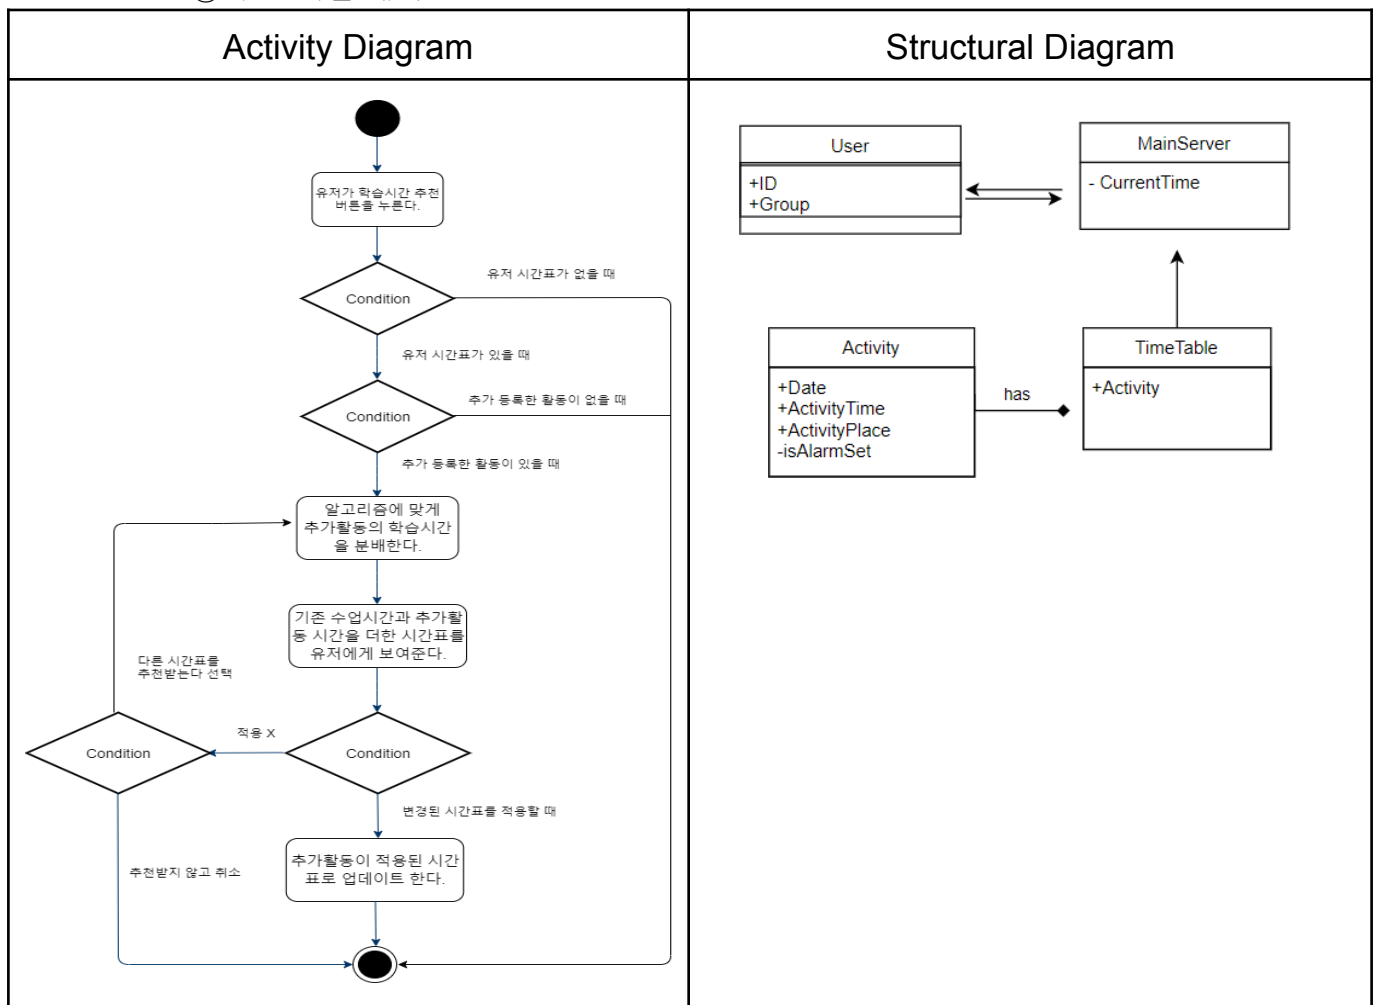 Activity Diagram
Structural Diagram
유저가 학습시간 추천
버튼을 누른다.
Condition
유저 시간표가 없을 때
유저 시간표가 있을 때
Condition
추가 등록한 활동이 없을 때
추가 등록한 활동이 있을 때
알고리즘에 맞게
추가활동의 학습시간
을 분배한다.
기존 수업시간과 추가활
동 시간을 더한 시간표를
유저에게 보여준다.
다른 시간표를
추천받는다 선택
Condition
적용 X
Condition
변경된 시간표를 적용할 때
추가활동이 적용된 시간
표로 업데이트 한다.
추천받지 않고 취소
User
+ID
+Group
MainServer
- CurrentTime
Activity
+Date
+ActivityTime
+ActivityPlace
-isAlarmSet
has
TimeTable
+Activity